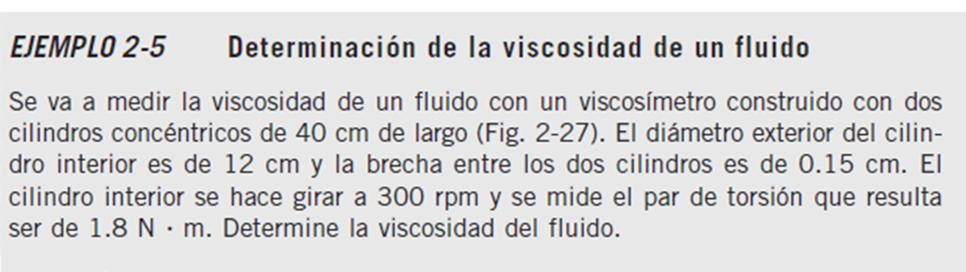 EJEMPLO 2-5 Determinación de la viscosidad de un fluido
Se va a medir la viscosidad de un fluido con un viscosímetro construido con dos
cilindros concéntricos de 40 cm de largo (Fig. 2-27). El diámetro exterior del cilin-
dro interior es de 12 cm y la brecha entre los dos cilindros es de 0.15 cm. El
cilindro interior se hace girar a 300 rpm y se mide el par de torsión que resulta
ser de 1.8 N · m. Determine la viscosidad del fluido.